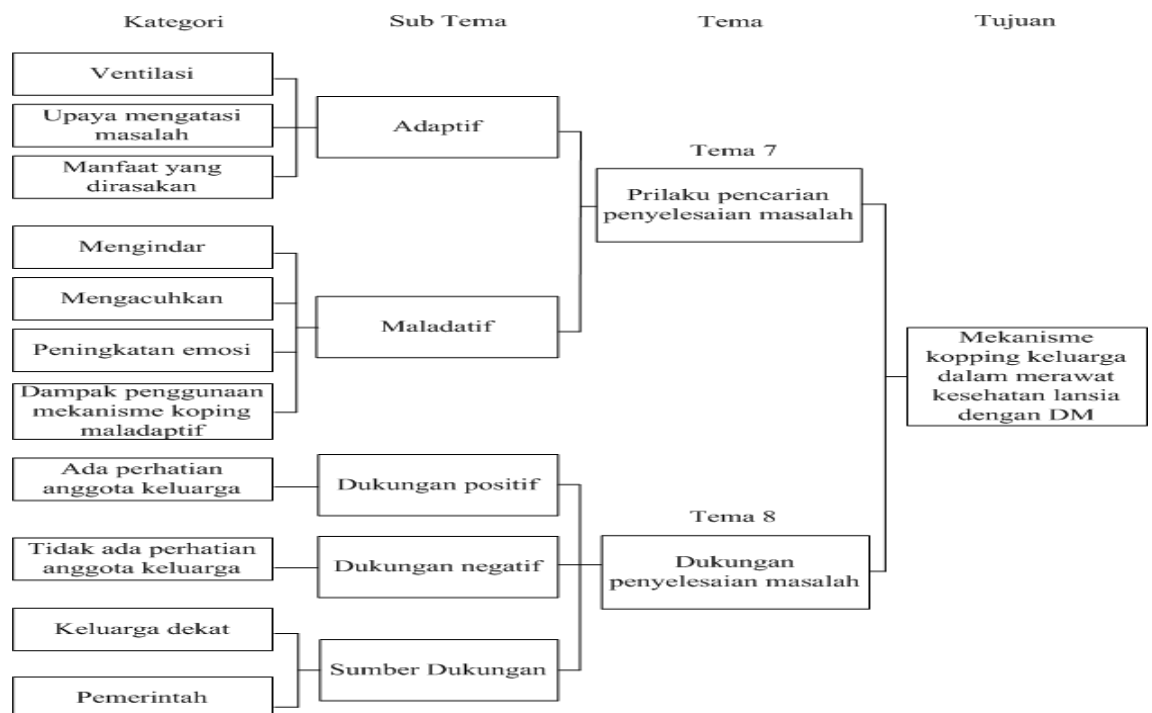 Kategori
Sub Tema
Tema
Tujuan
Ventilasi
Upaya mengatasi
masalah
Manfaat yang
dirasakan
Adaptif
Tema 7
Prilaku pencarian
penyelesaian masalah
Mengindar
Mengacuhkan
Peningkatan emosi
Dampak penggunaan
mekanisme koping
maladaptif
Maladatif
Mekanisme
kopping keluarga
dalam merawat
kesehatan lansia
dengan DM
Ada perhatian
anggota keluarga
Dukungan positif
Tema 8
Tidak ada perhatian
anggota keluarga
Dukungan negatif
Dukungan
penyelesaian masalah
Keluarga dekat
Pemerintah
Sumber Dukungan